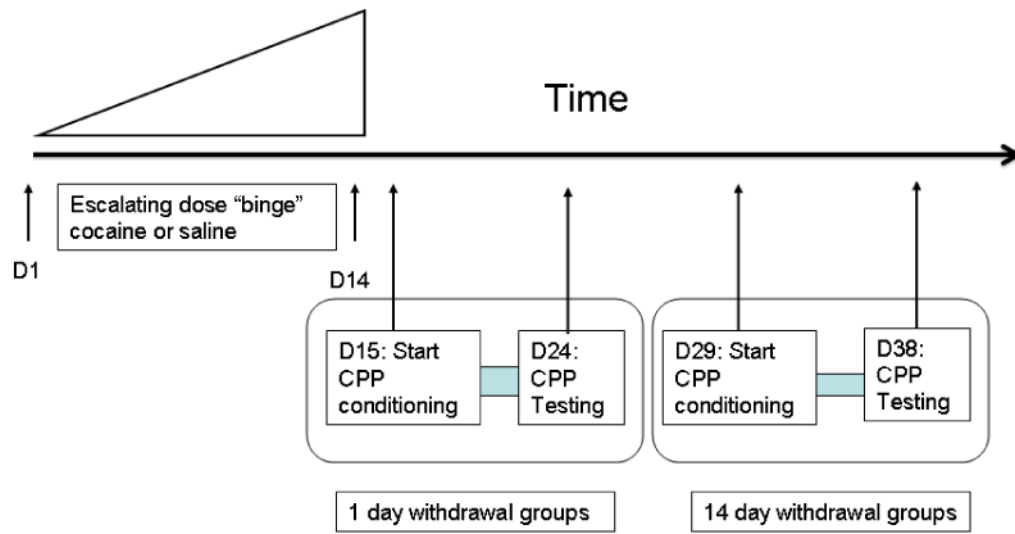 Time
Escalating dose “binge”
cocaine or saline
D1
D14
D15: Start
CPP
conditioning
D24:
CPP
Testing
D29: Start
CPP
conditioning
D38:
CPP
Testing
1 day withdrawal groups
14 day withdrawal groups